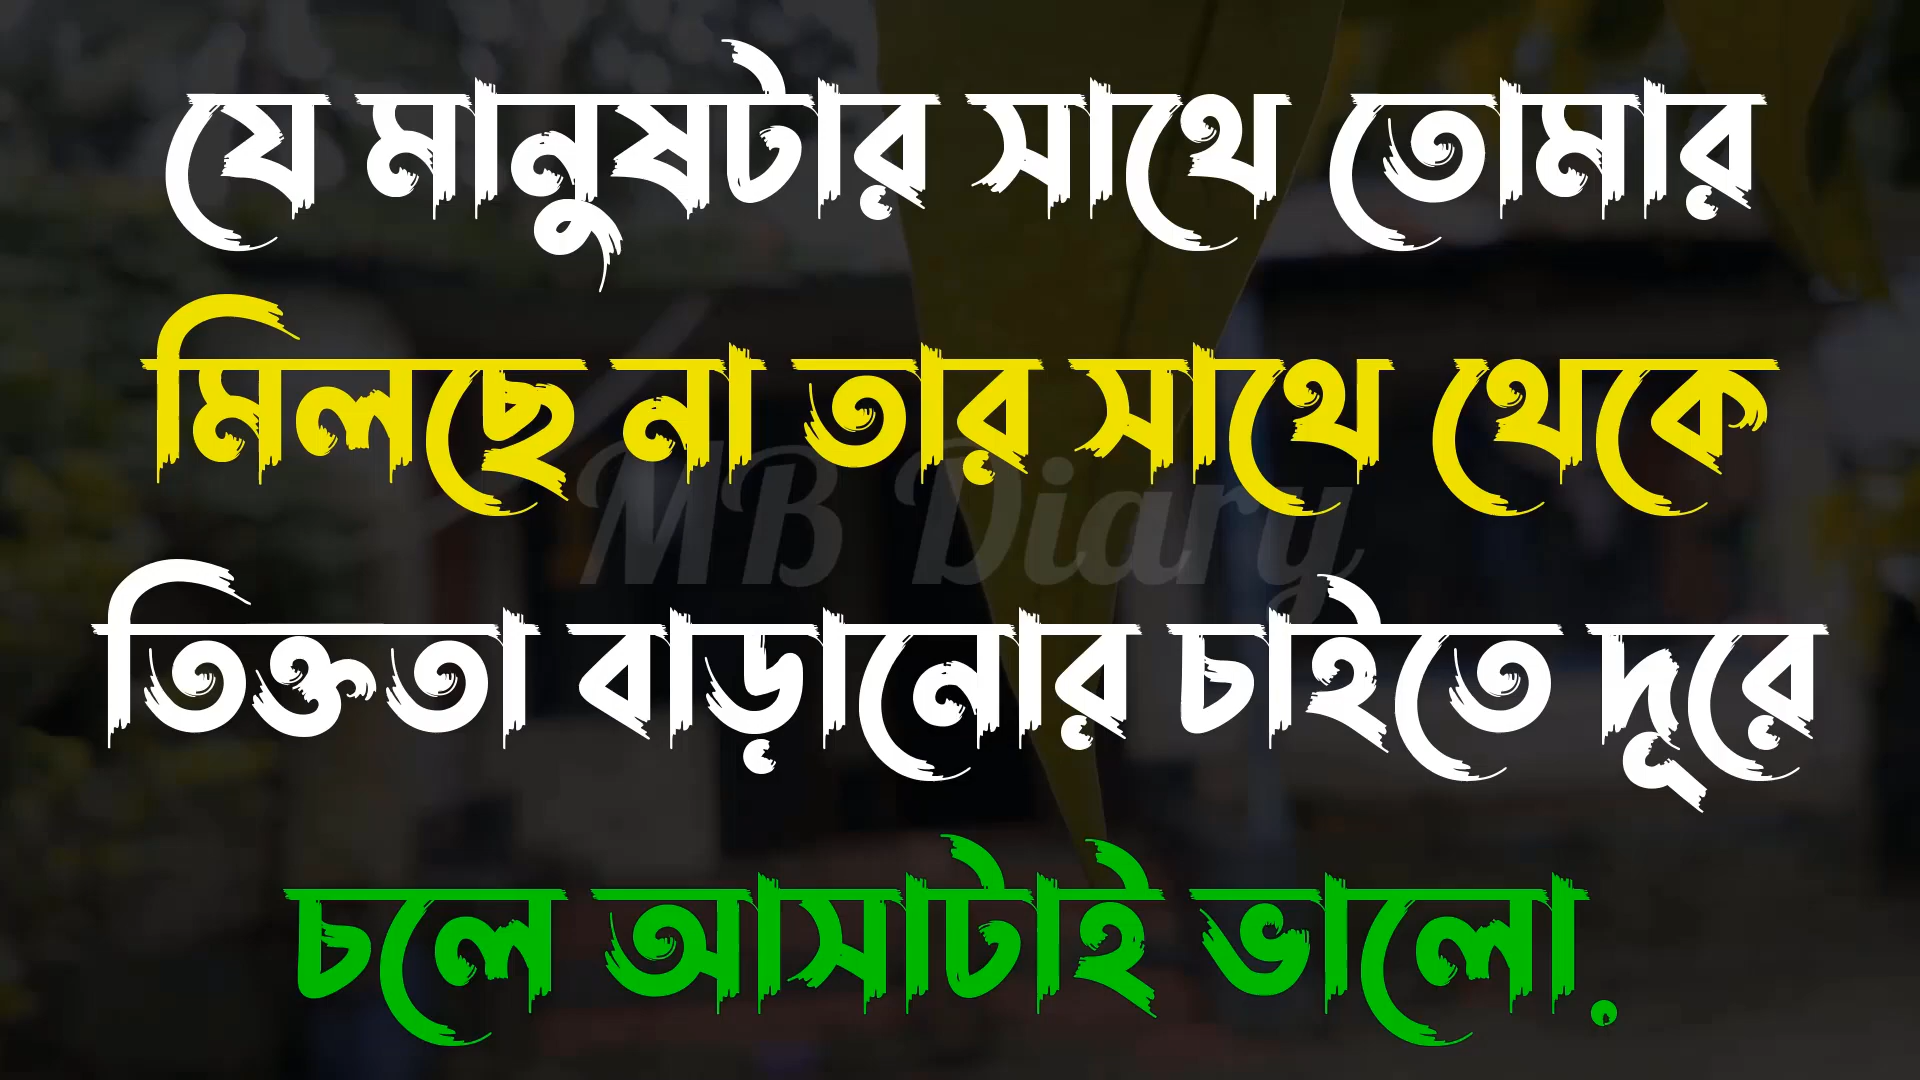 যে মানুষটার সাথে তোমার
মিলছে না তার সাথে থেকে
MB Diary
তিক্ততা বাড়ানোর চাইতে দূরে
চলে আসাটাই ভালো.